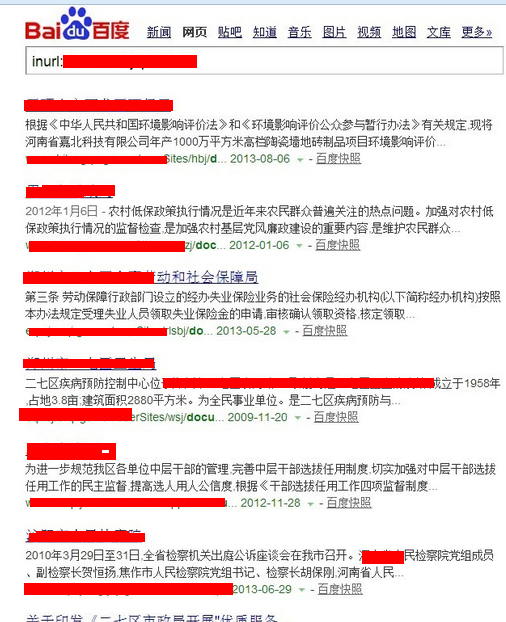 Bai du 百度
新闻 网页 贴吧 知道 音乐 图片 视频 地图 文库 更多»
inurl:
根据《中华人民共和国环境影响评价法》和《环境影响评价公众参与暂行办法》有关规定,现将
河南省嘉北科技有限公司年产1000万平方米高档陶瓷墙地砖制品项目环境影响评价...
Sites/hbj/d... 2013-08-06 - 百度快照
2012年1月6日 - 农村低保政策执行情况是近年来农民群众普遍关注的热点问题。加强对农村低
保政策执行情况的监督检查,是加强农村基层党风廉政建设的重要内容,是维护农民群众...
zj/doc... 2012-01-06 - 百度快照
动和社会保障局
第三条 劳动保障行政部门设立的经办失业保险业务的社会保险经办机构(以下简称经办机构)按照
本办法规定受理失业人员领取失业保险金的申请,审核确认领取资格,核定领取...
rlsbj/do... 2013-05-28 - 百度快照
二七区疾病预防控制中心位 成立于1958年
,占地3.8亩;建筑面积2880平方米。为全民事业单位。是二七区疾病预防与...
erSites/wsj/docu... 2009-11-20 - 百度快照
为进一步规范我区各单位中层干部的管理,完善中层干部选拔任用制度,切实加强对中层干部选拔
任用工作的民主监督,提高选人用人公信度,根据《干部选拔任用工作四项监督制度...
2012-11-28 - 百度快照
2010年3月29日至31日,全省检察机关出庭公诉座谈会在我市召开。 民检察院党组成员
、副检察长贺恒扬,焦作市人民检察院党组书记、检察长胡保刚,河南省人民...
3-06-29 - 百度快照
关于印发《二七区市政局开展"优质服务